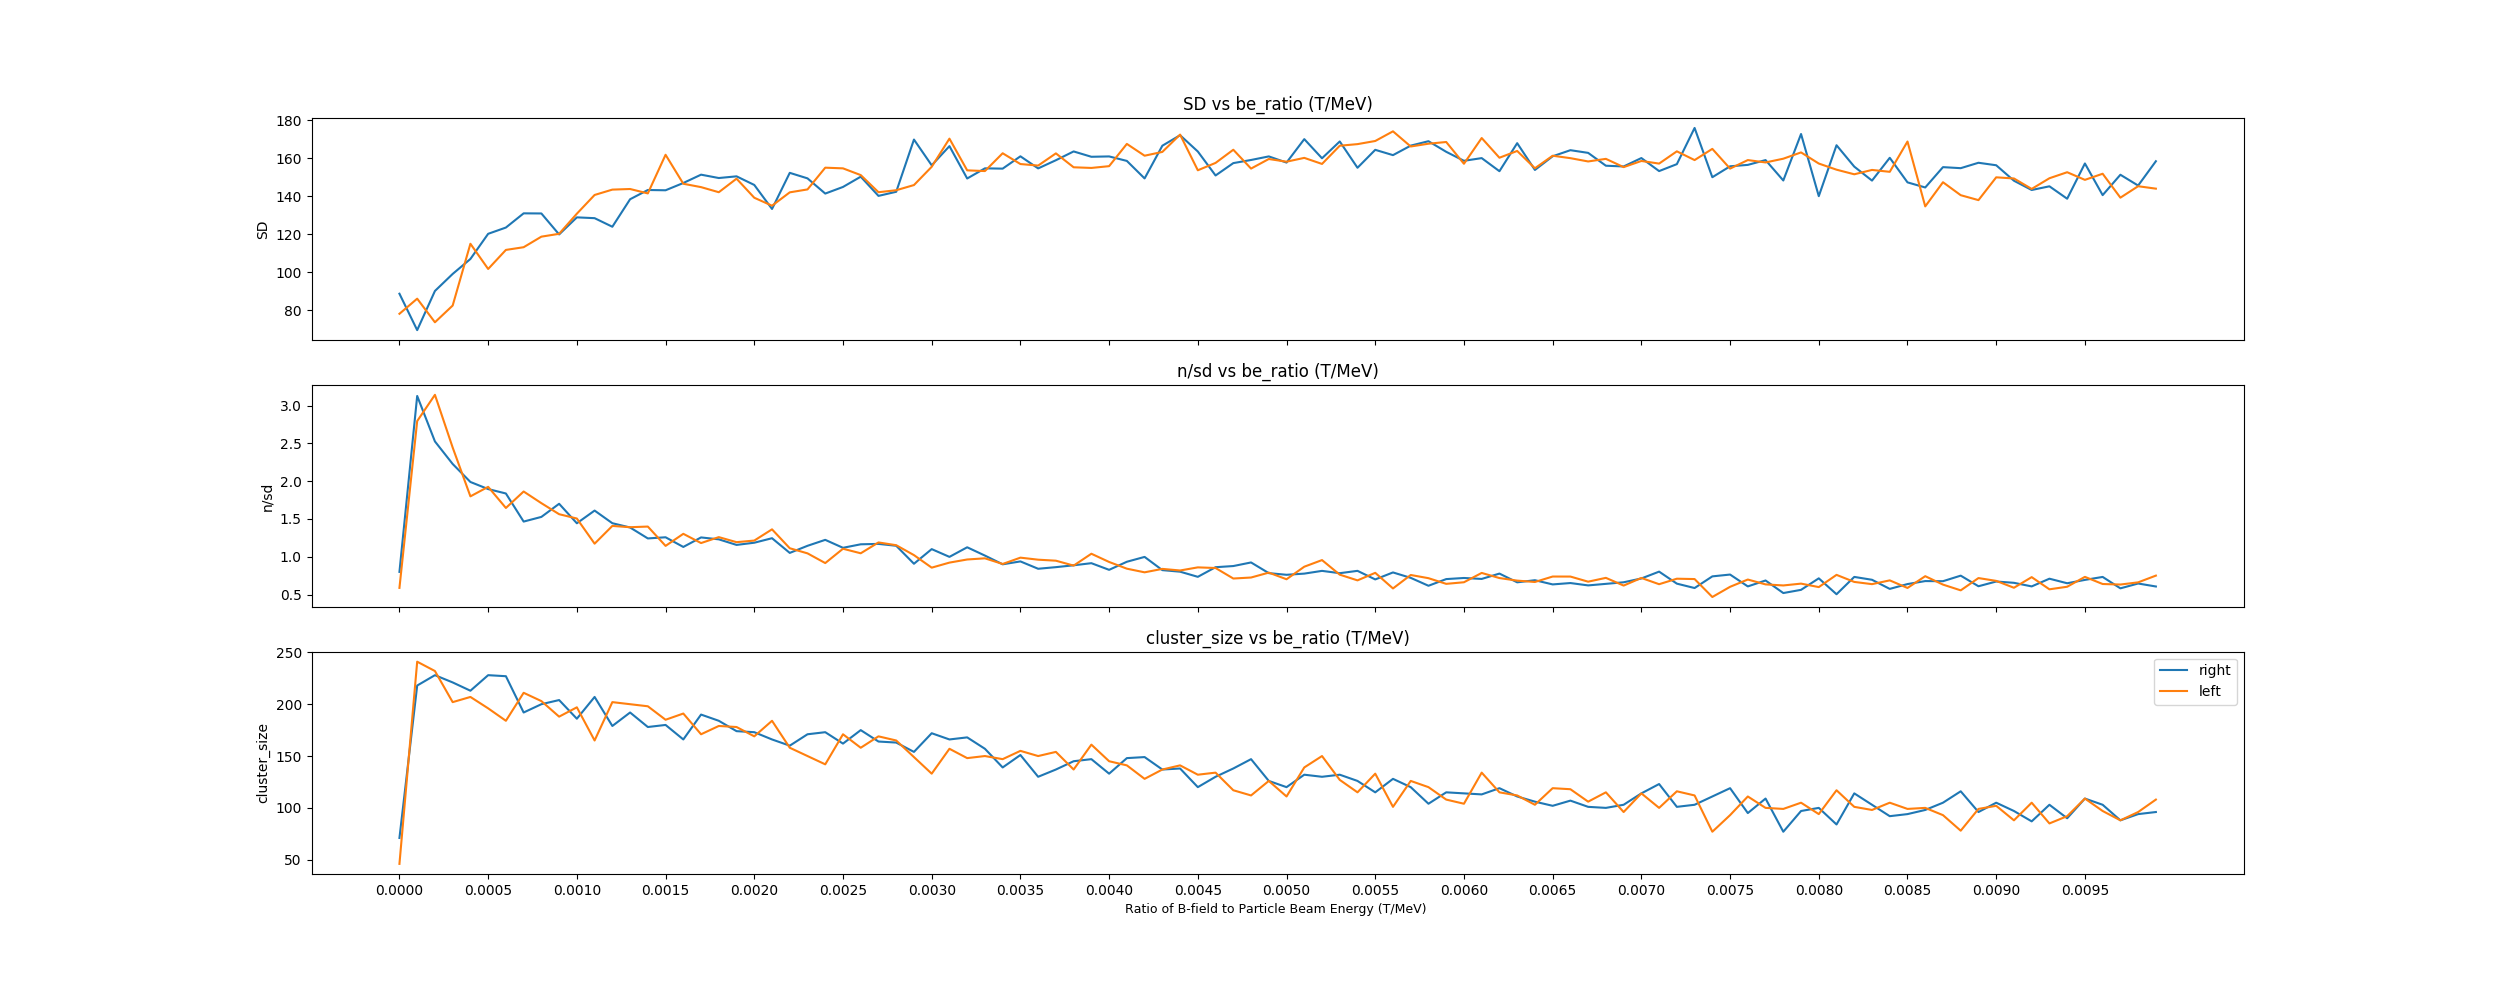 SD vs be_ratio (T/MeV)
180
160
140
120
100
80
SD
n/sd vs be_ratio (T/MeV)
3.0
2.5
2.0
1.5
1.0
0.5
n/sd
cluster_size vs be_ratio (T/MeV)
250
200
150
100
50
cluster_size
right
left
0.0000 0.0005 0.0010 0.0015 0.0020 0.0025 0.0030 0.0035 0.0040 0.0045 0.0050 0.0055 0.0060 0.0065 0.0070 0.0075 0.0080 0.0085 0.0090 0.0095
Ratio of B-field to Particle Beam Energy (T/MeV)